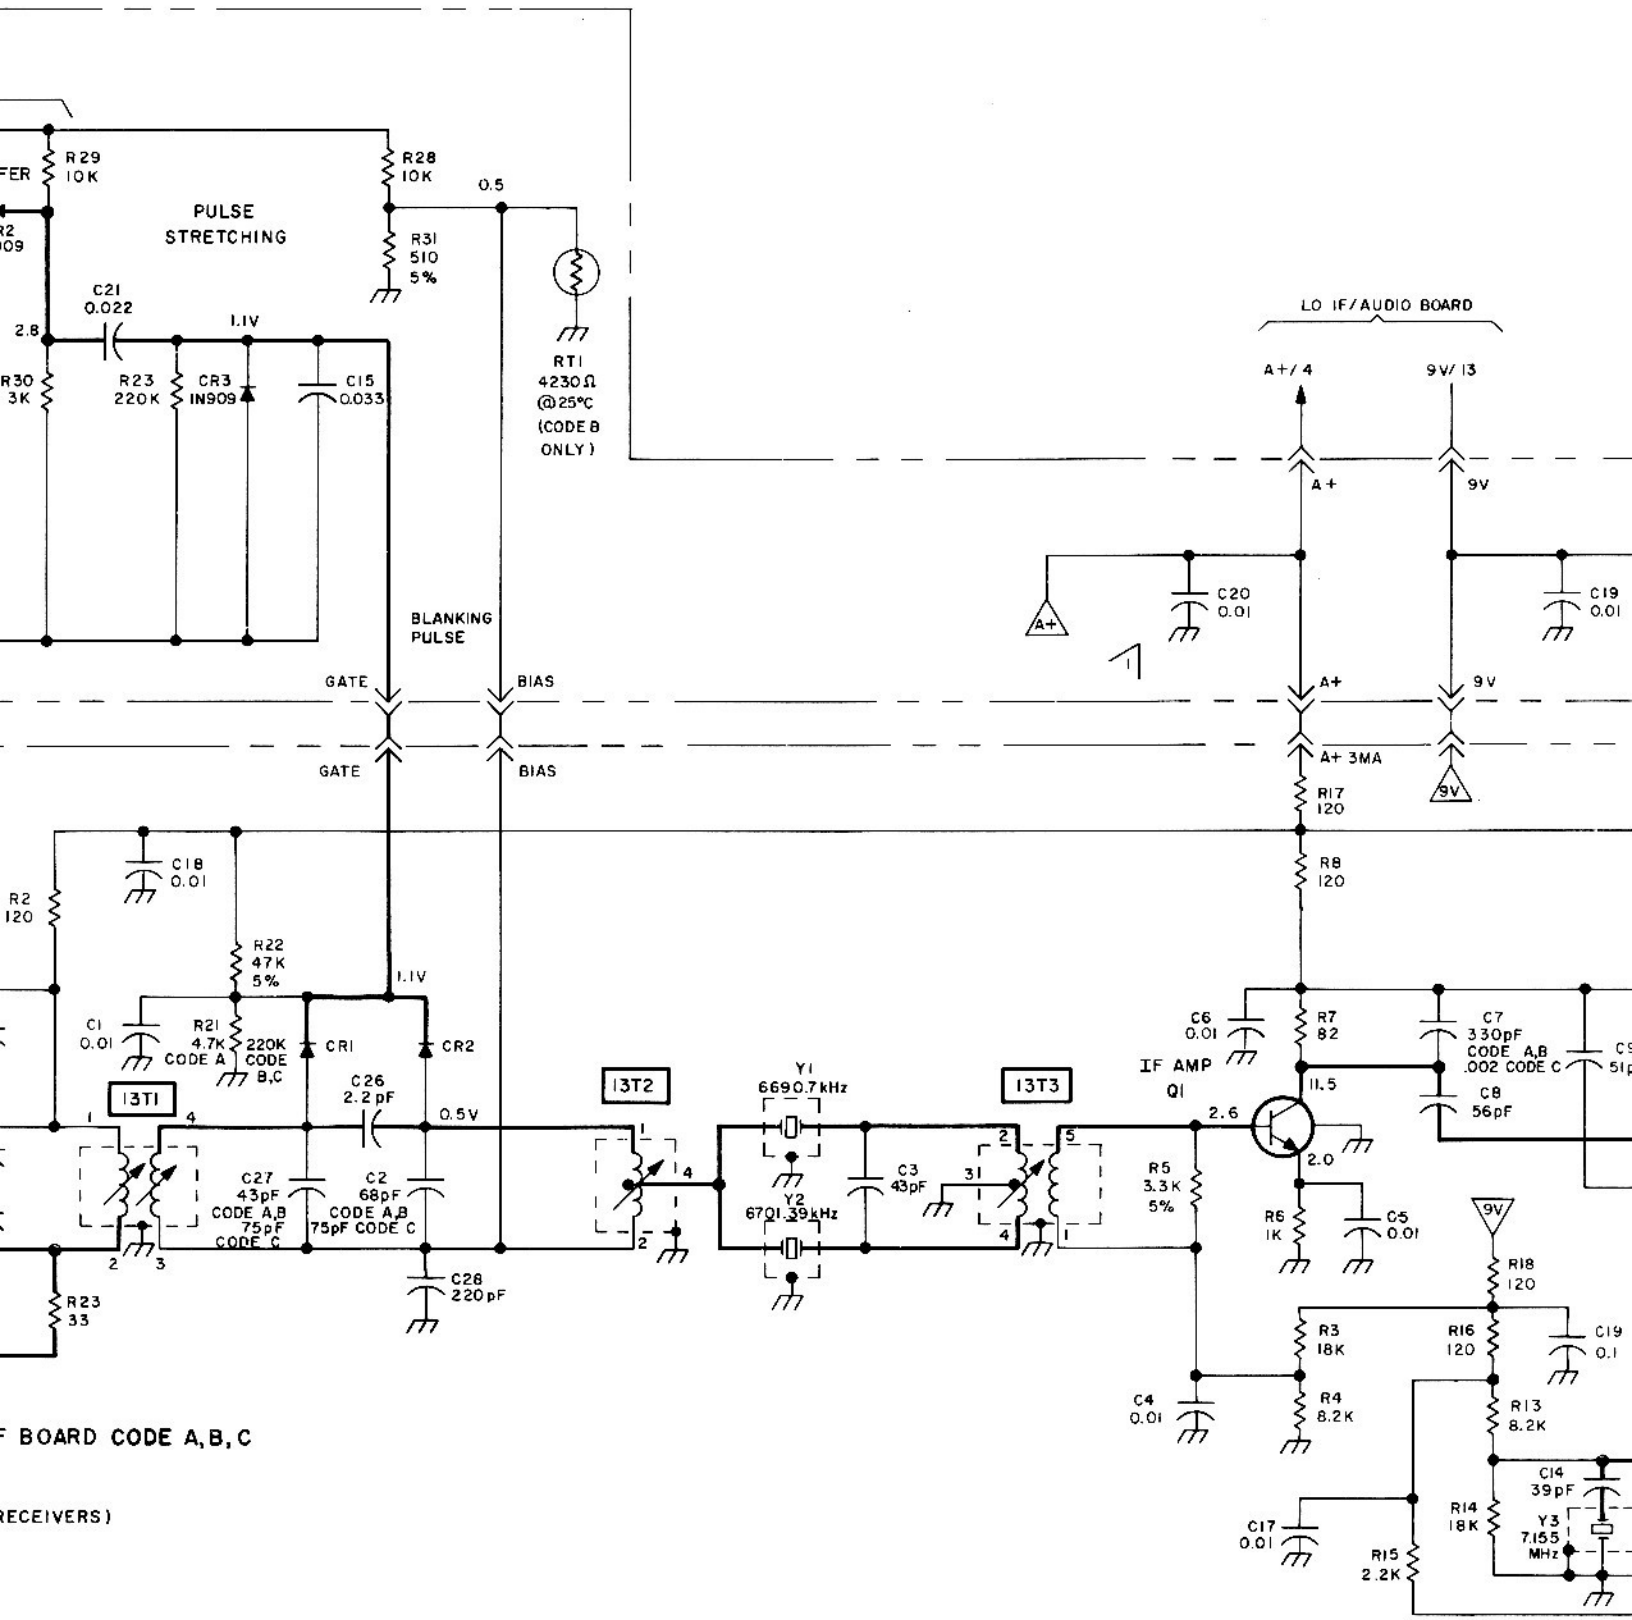 R29
10K
FER
R2
909
R28
10K
0.5
PULSE
STRETCHING
R31
510
5%
C21
0.022
2.8
1.1V
R30
3K
R23
220K
CR3
IN909
C15
0.033
RT1
4230Ω
@25°C
(CODE B
ONLY)
LO IF/AUDIO BOARD
A+/4
9V/13
A+
9V
C20
0.01
C19
0.01
A+
1
BLANKING
PULSE
GATE
BIAS
A+
9V
GATE
BIAS
A+ 3MA
9V
R17
120
R8
120
C18
0.01
R2
120
R22
47K
5%
1.1V
C1
0.01
R21
4.7K
CODE A
220K
CODE
B,C
CR1
CR2
C26
2.2pF
0.5V
13T1
1
4
2
3
C27
43pF
CODE A,B
75pF
CODE C
C2
68pF
CODE A,B
75pF CODE C
C28
220pF
R23
33
13T2
1
4
2
Y1
6690.7kHz
Y2
6701.39kHz
C3
43pF
13T3
2
5
3
4
1
R5
3.3K
5%
IF AMP
Q1
2.6
11.5
2.0
C6
0.01
R7
82
C7
330pF
CODE A,B
.002 CODE C
C8
56pF
C9
51p
R6
1K
C5
0.01
9V
R18
120
R3
18K
R16
120
C19
0.1
C4
0.01
R4
8.2K
R13
8.2K
C14
39pF
R14
18K
Y3
7.155
MHz
C17
0.01
R15
2.2K
F BOARD CODE A,B,C
RECEIVERS)